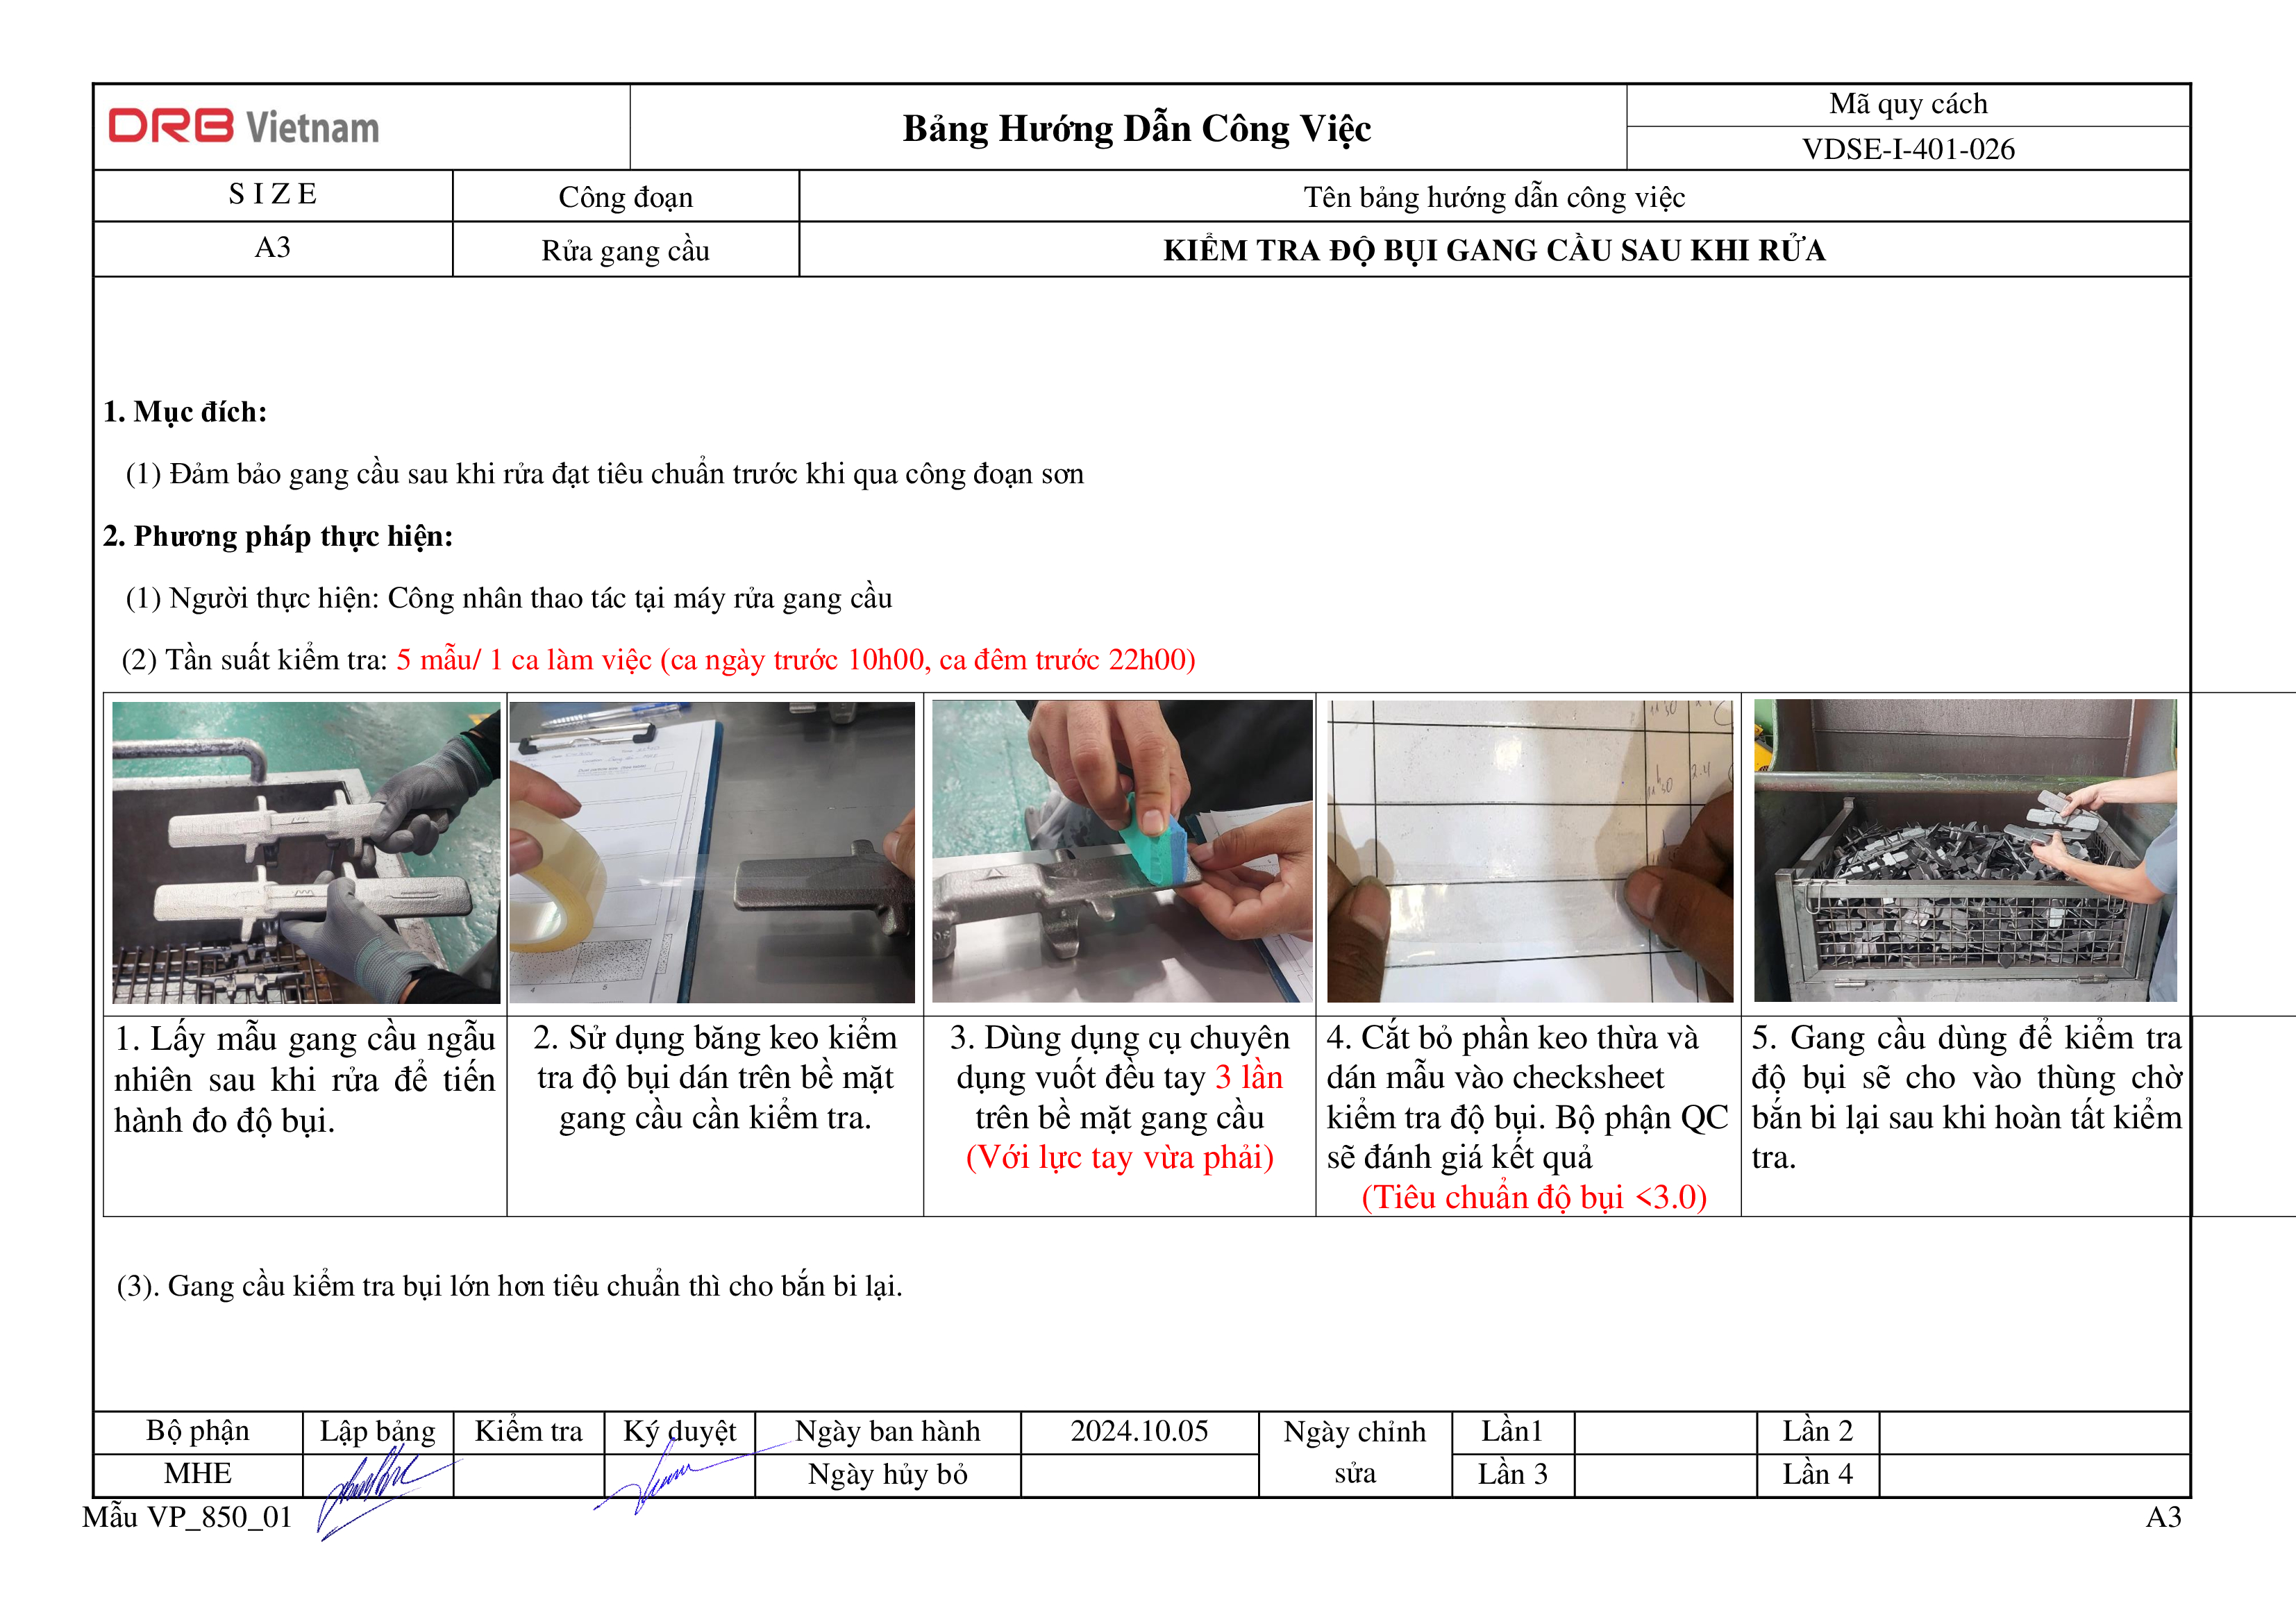 DRB Vietnam
Bảng Hướng Dẫn Công Việc
Mã quy cách
VDSE-I-401-026
SIZE
Công đoạn
Tên bảng hướng dẫn công việc
A3
Rửa gang cầu
KIỂM TRA ĐỘ BỤI GANG CẦU SAU KHI RỬA
1. Mục đích:
(1) Đảm bảo gang cầu sau khi rửa đạt tiêu chuẩn trước khi qua công đoạn sơn
2. Phương pháp thực hiện:
(1) Người thực hiện: Công nhân thao tác tại máy rửa gang cầu
(2) Tần suất kiểm tra: 5 mẫu/ 1 ca làm việc (ca ngày trước 10h00, ca đêm trước 22h00)
1. Lấy mẫu gang cầu ngẫu
nhiên sau khi rửa để tiến
hành đo độ bụi.
2. Sử dụng băng keo kiểm
tra độ bụi dán trên bề mặt
gang cầu cần kiểm tra.
3. Dùng dụng cụ chuyên
dụng vuốt đều tay 3 lần
trên bề mặt gang cầu
(Với lực tay vừa phải)
4. Cắt bỏ phần keo thừa và
dán mẫu vào checksheet
kiểm tra độ bụi. Bộ phận QC
sẽ đánh giá kết quả
(Tiêu chuẩn độ bụi <3.0)
5. Gang cầu dùng để kiểm tra
độ bụi sẽ cho vào thùng chờ
bắn bi lại sau khi hoàn tất kiểm
tra.
(3). Gang cầu kiểm tra bụi lớn hơn tiêu chuẩn thì cho bắn bi lại.
Bộ phận
Lập bảng
Kiểm tra
Ký duyệt
Ngày ban hành
2024.10.05
Ngày chỉnh
sửa
Lần1
Lần 2
MHE
Ngày hủy bỏ
Lần 3
Lần 4
Mẫu VP_850_01
A3